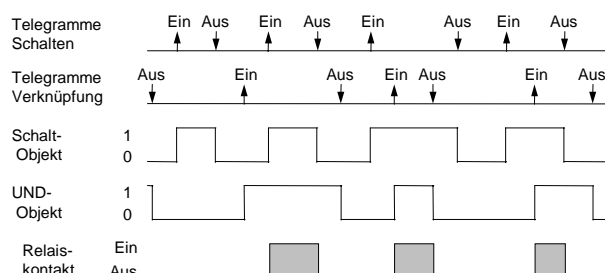 Telegramme Schalten Ein Aus Ein Aus Ein Aus Ein Aus
Telegramme Verknüpfung Aus Ein Aus Ein Aus Ein Aus
Schalt-Objekt 1 0
UND-Objekt 1 0
Relais-kontakt Ein Aus